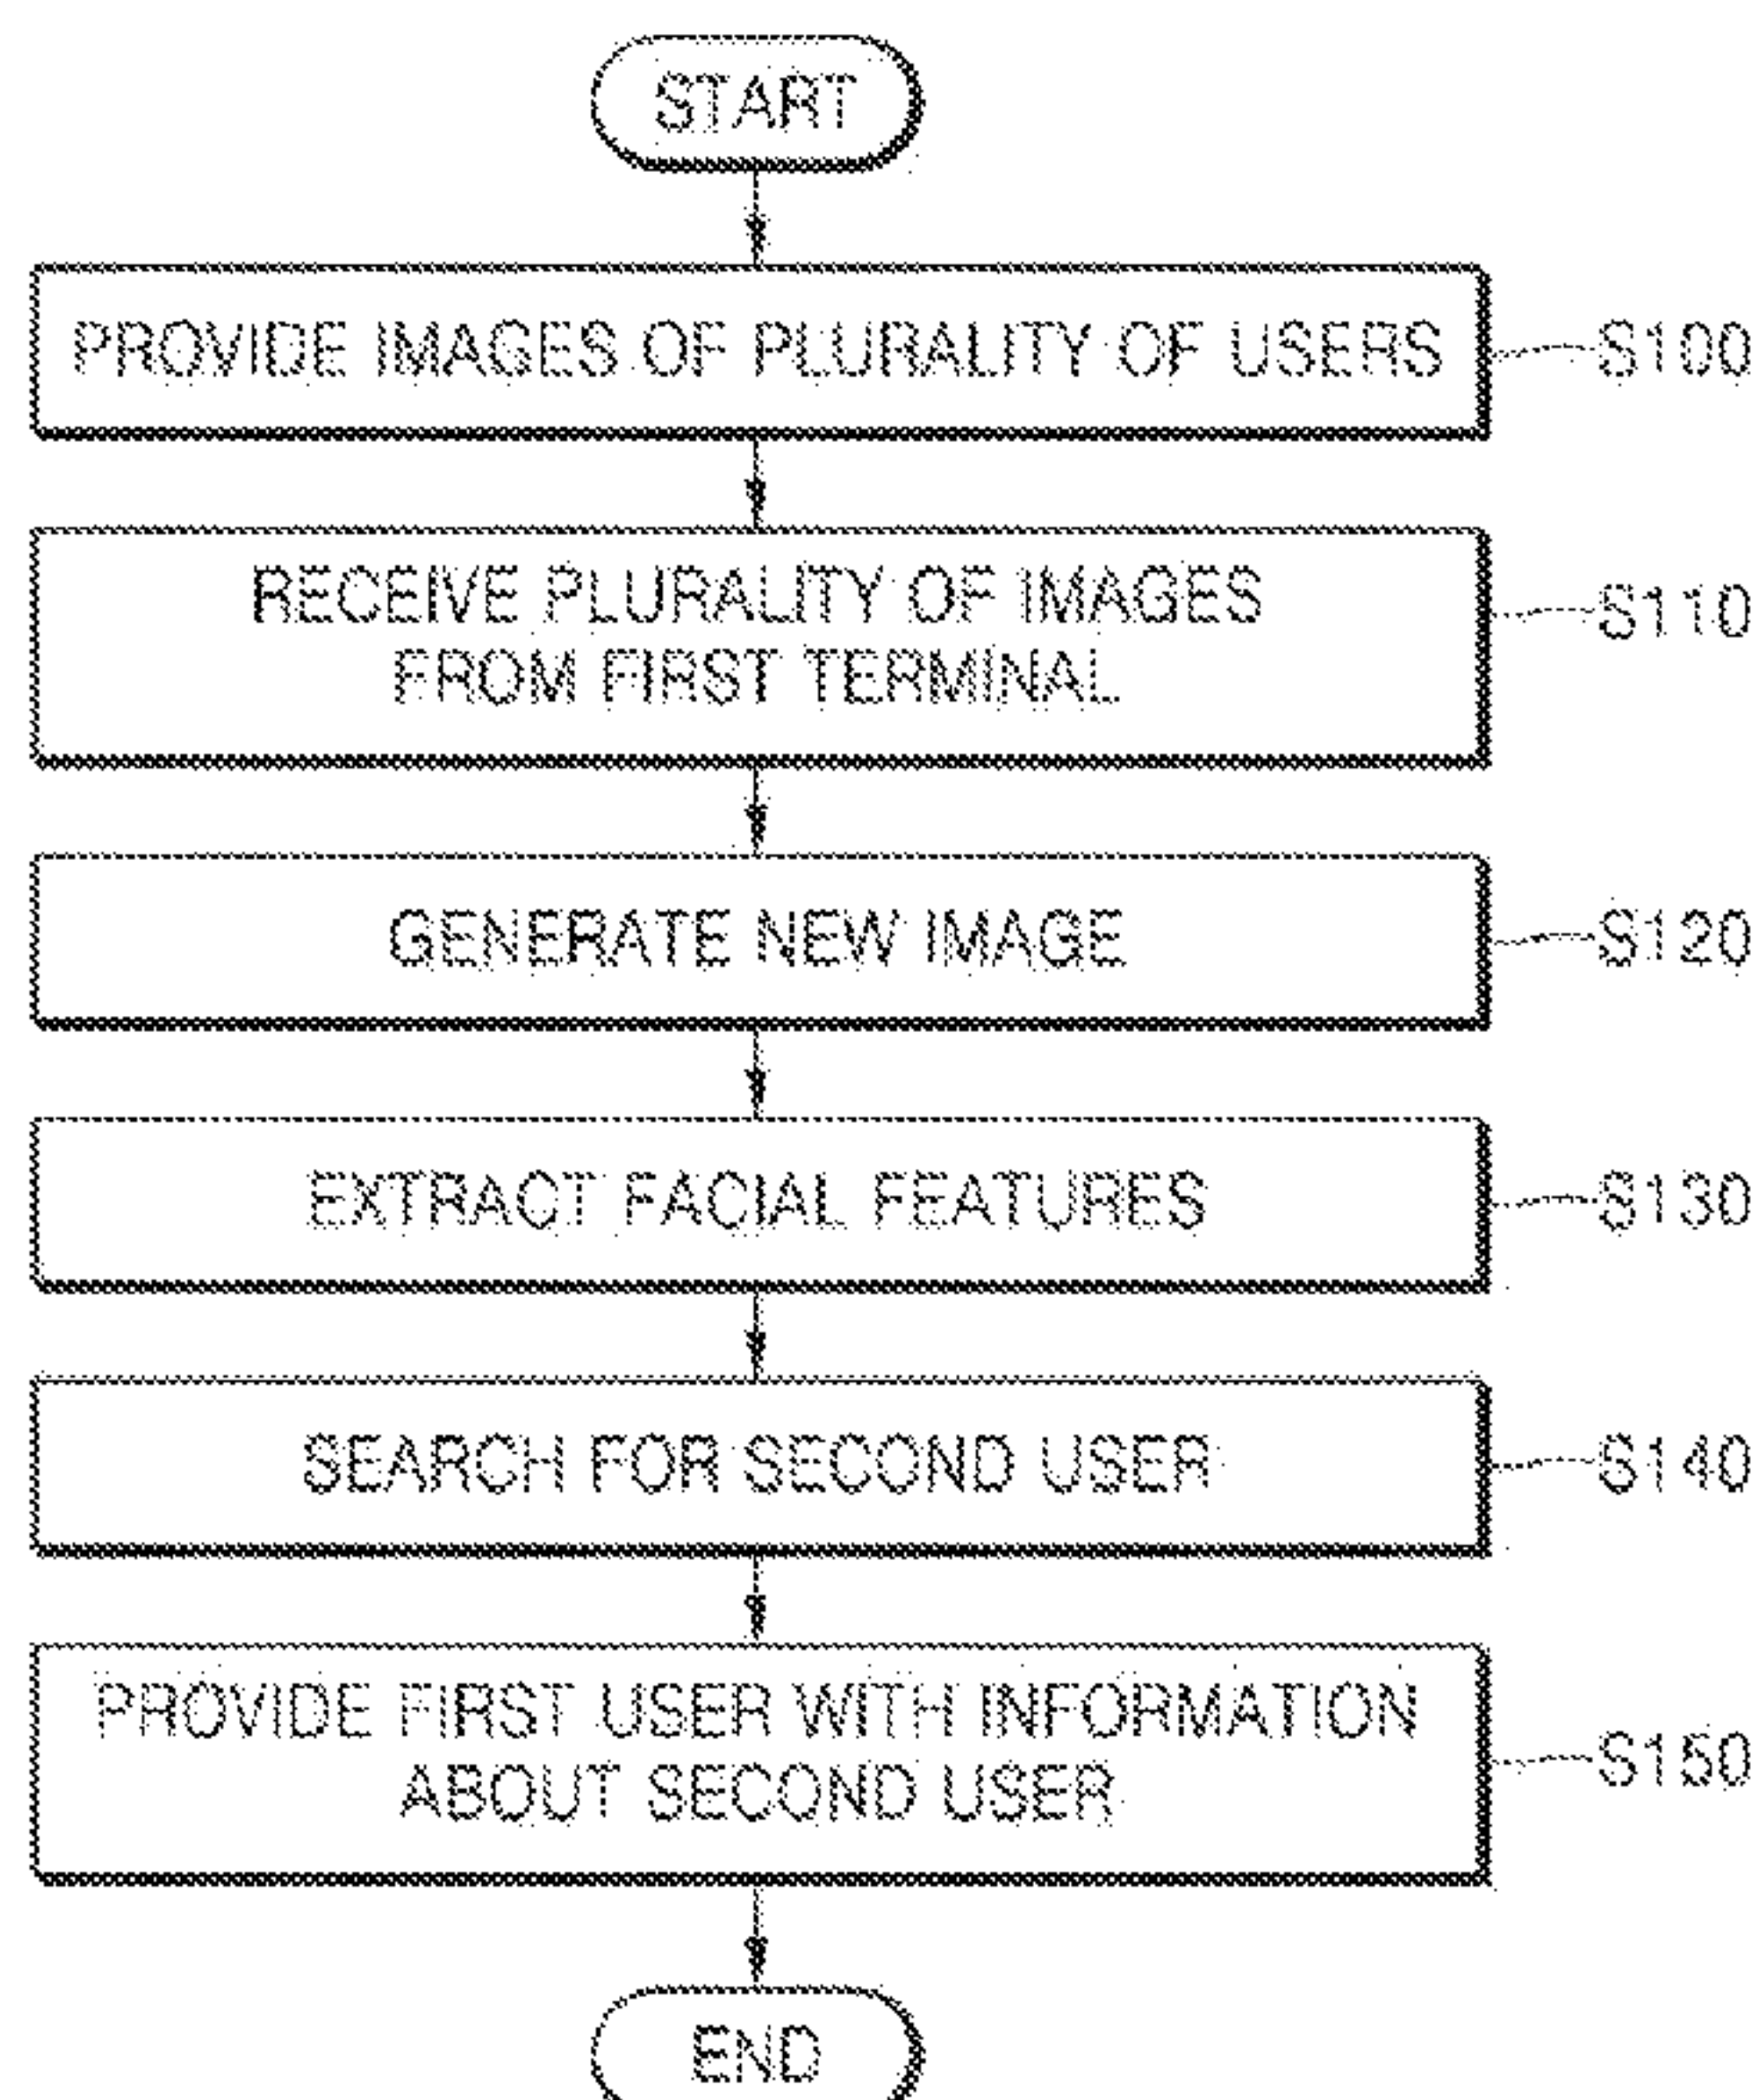 START
PROVIDE IMAGES OF PLURALITY OF USERS
S100
RECEIVE PLURALITY OF IMAGES
FROM FIRST TERMINAL
S110
GENERATE NEW IMAGE
S120
EXTRACT FACIAL FEATURES
S130
SEARCH FOR SECOND USER
S140
PROVIDE FIRST USER WITH INFORMATION
ABOUT SECOND USER
S150
END